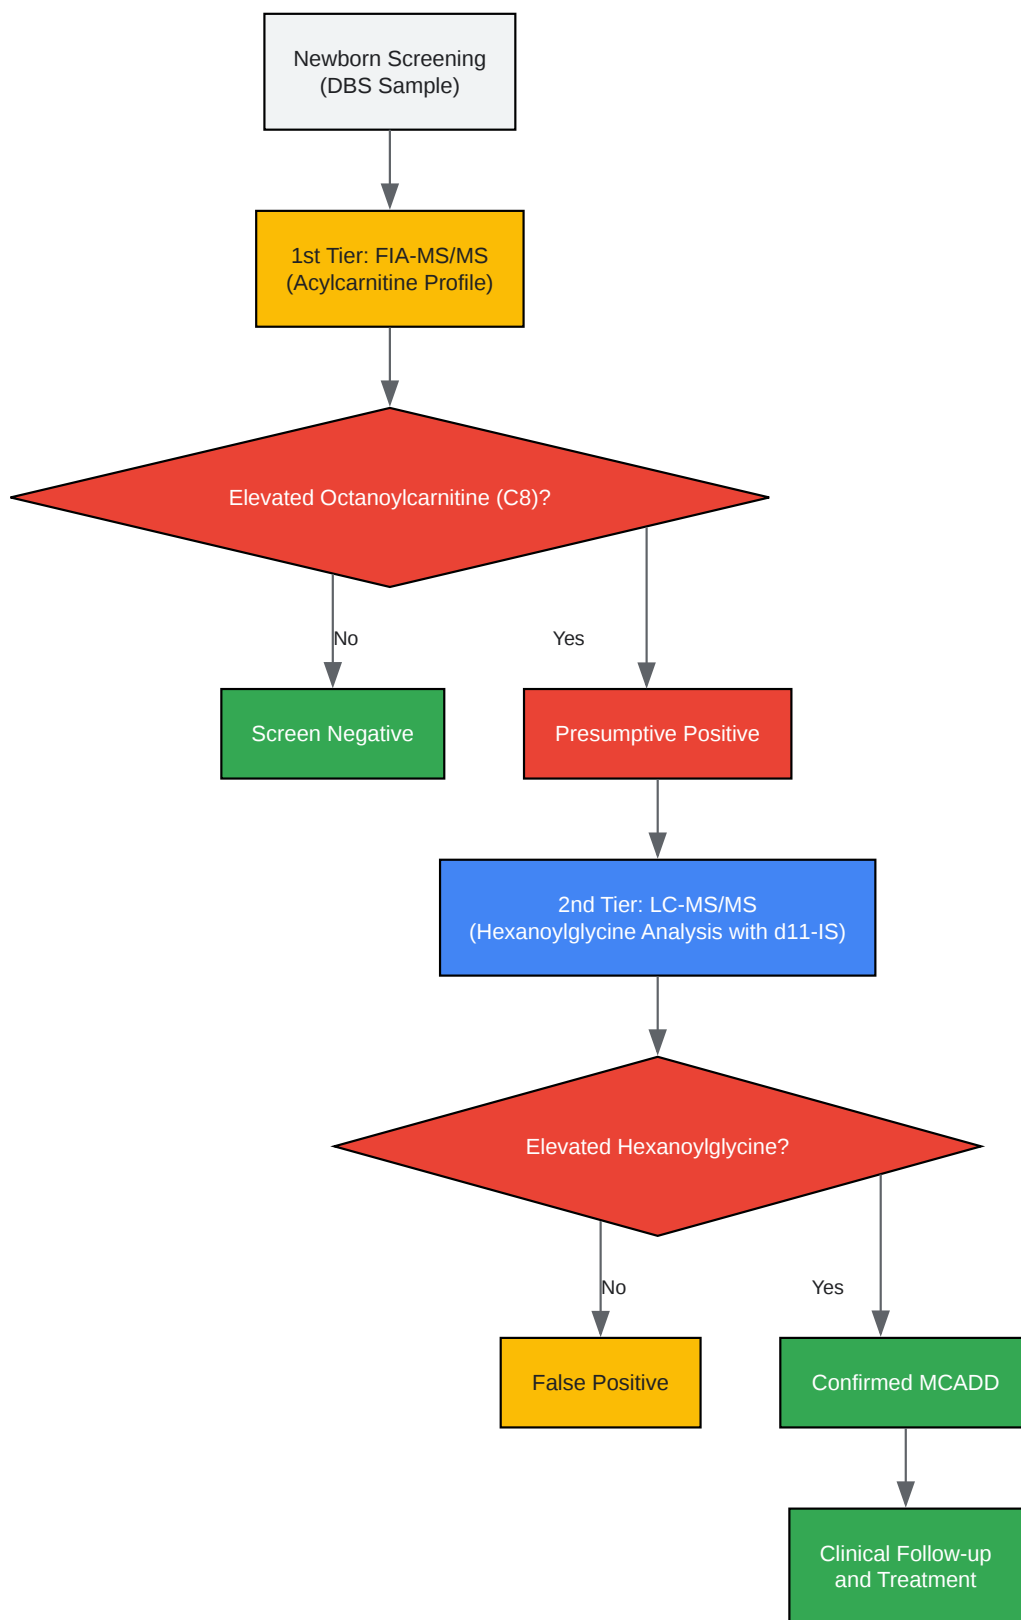 Newborn Screening
(DBS Sample)
1st Tier: FIA-MS/MS
(Acylcarnitine Profile)
Elevated Octanoylcarnitine (C8)?
No
Yes
Screen Negative
Presumptive Positive
2nd Tier: LC-MS/MS
(Hexanoylglycine Analysis with d11-IS)
Elevated Hexanoylglycine?
No
Yes
False Positive
Confirmed MCADD
Clinical Follow-up
and Treatment